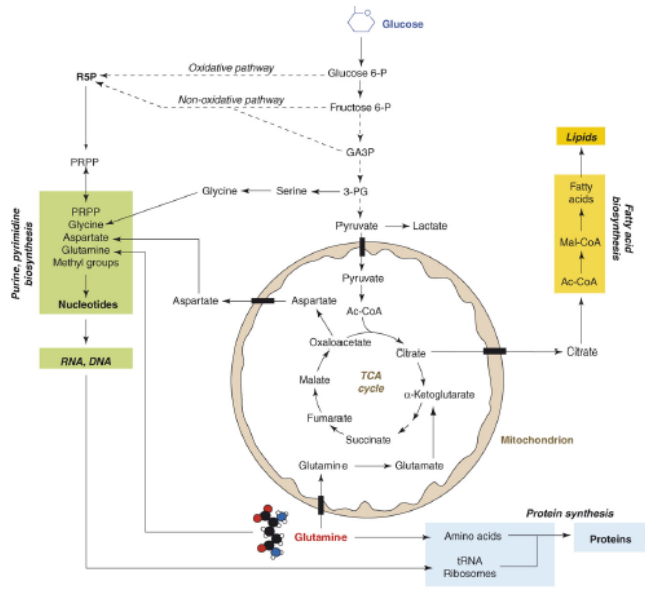 Glucose
Oxidative pathway
R5P
Glucose 6-P
Non-oxidative pathway
Fructose 6-P
GA3P
PRPP
Glycine
Serine
3-PG
Pyruvate
Lactate
Lipids
Fatty
acids
Mal-CoA
Ac-CoA
Fatty acid
biosynthesis
Citrate
Purine, pyrimidine
biosynthesis
PRPP
Glycine
Aspartate
Glutamine
Methyl groups
Nucleotides
RNA, DNA
Aspartate
Pyruvate
Ac-CoA
Aspartate
Oxaloacetate
Citrate
TCA
cycle
Malate
α-Ketoglutarate
Fumarate
Succinate
Mitochondrion
Glutamine
Glutamate
Glutamine
Protein synthesis
Amino acids
Proteins
tRNA
Ribosomes